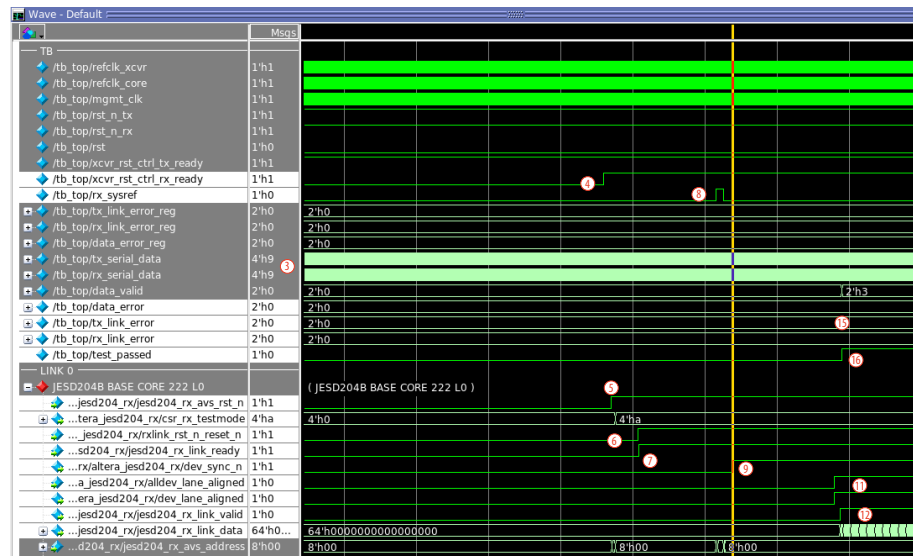 Wave - Default
Msgs
TB
/tb_top/refclk_xcvr 1'h1
/tb_top/refclk_core 1'h1
/tb_top/mgmt_clk 1'h1
/tb_top/rst_n_tx 1'h1
/tb_top/rst_n_rx 1'h1
/tb_top/rst 1'h0
/tb_top/xcvr_rst_ctrl_tx_ready 1'h1
/tb_top/xcvr_rst_ctrl_rx_ready 1'h1 4
/tb_top/rx_sysref 1'h0 8
/tb_top/tx_link_error_reg 2'h0 2'h0
/tb_top/rx_link_error_reg 2'h0 2'h0
/tb_top/data_error_reg 2'h0 2'h0
/tb_top/tx_serial_data 4'h9
/tb_top/rx_serial_data 4'h9 3
/tb_top/data_valid 2'h0 2'h0 2'h3
/tb_top/data_error 2'h0 2'h0
/tb_top/tx_link_error 2'h0 2'h0 15
/tb_top/rx_link_error 2'h0 2'h0
/tb_top/test_passed 1'h0 16
LINK 0
JESD204B BASE CORE 222 L0 ( JESD204B BASE CORE 222 L0 ) 5
...jesd204_rx/jesd204_rx_avs_rst_n 1'h1
...tera_jesd204_rx/csr_rx_testmode 4'ha 4'h0 4'ha
..._jesd204_rx/rxlink_rst_n_reset_n 1'h1 6
...sd204_rx/jesd204_rx_link_ready 1'h1 7
...rx/altera_jesd204_rx/dev_sync_n 1'h1 9
...a_jesd204_rx/alldev_lane_aligned 1'h0 11
...era_jesd204_rx/dev_lane_aligned 1'h0
...jesd204_rx/jesd204_rx_link_valid 1'h0 12
...jesd204_rx/jesd204_rx_link_data 64'h0... 64'h0000000000000000
...d204_rx/jesd204_rx_avs_address 8'h00 8'h00 8'h00 8'h00